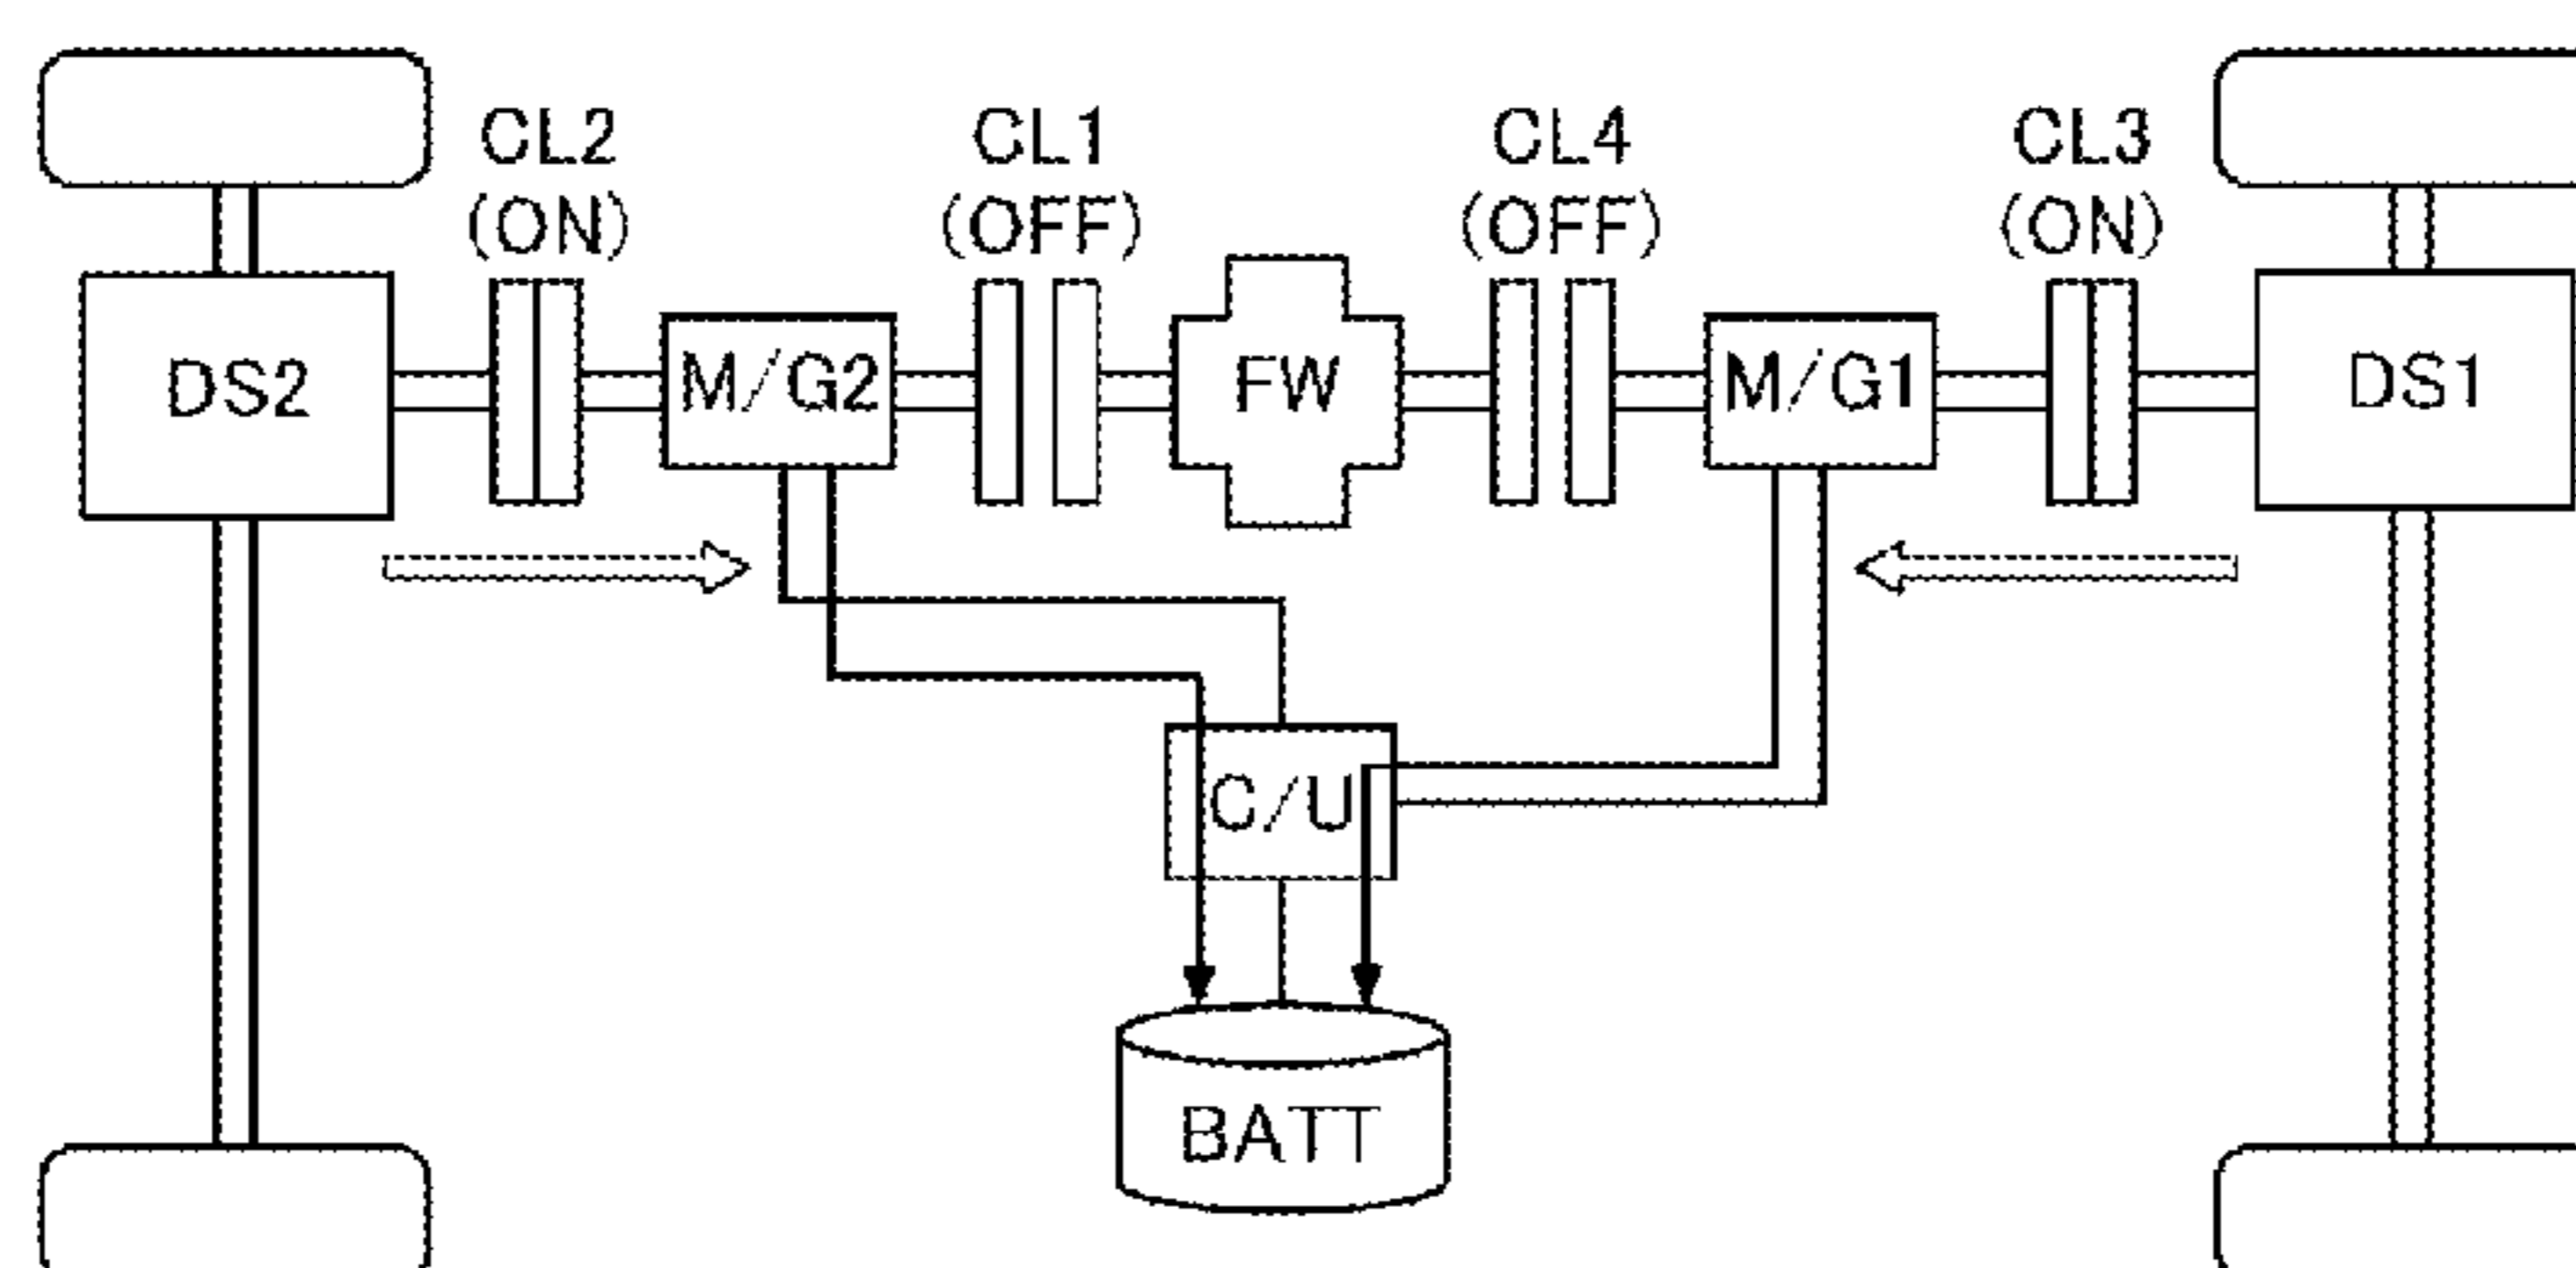 CL2
(ON)
CL1
(OFF)
CL4
(OFF)
CL3
(ON)
DS2
M/G2
FW
M/G1
DS1
C/U
BATT